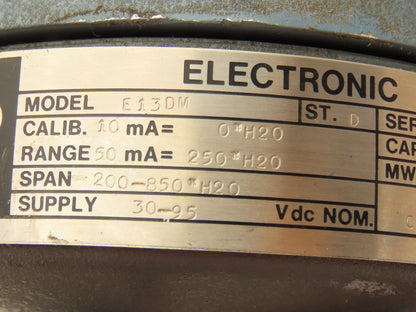 ELECTRONIC
MODEL E13DM ST. D SER
CALIB. 10 mA= 0"H20 CAP
RANGE 50 mA= 250"H20 MW
SPAN 200-850"H20
SUPPLY 30-95 Vdc NOM.